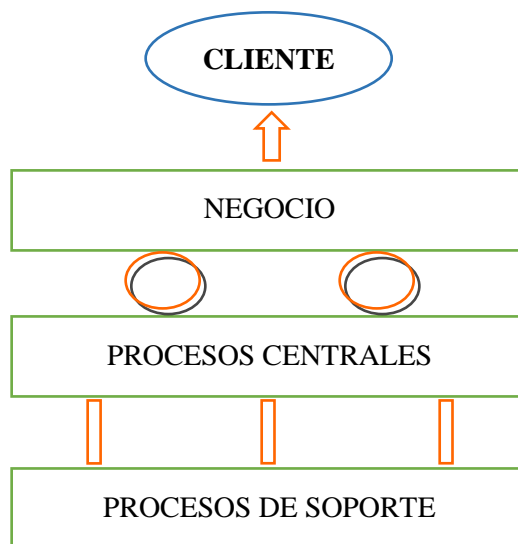 CLIENTE
NEGOCIO
PROCESOS CENTRALES
PROCESOS DE SOPORTE